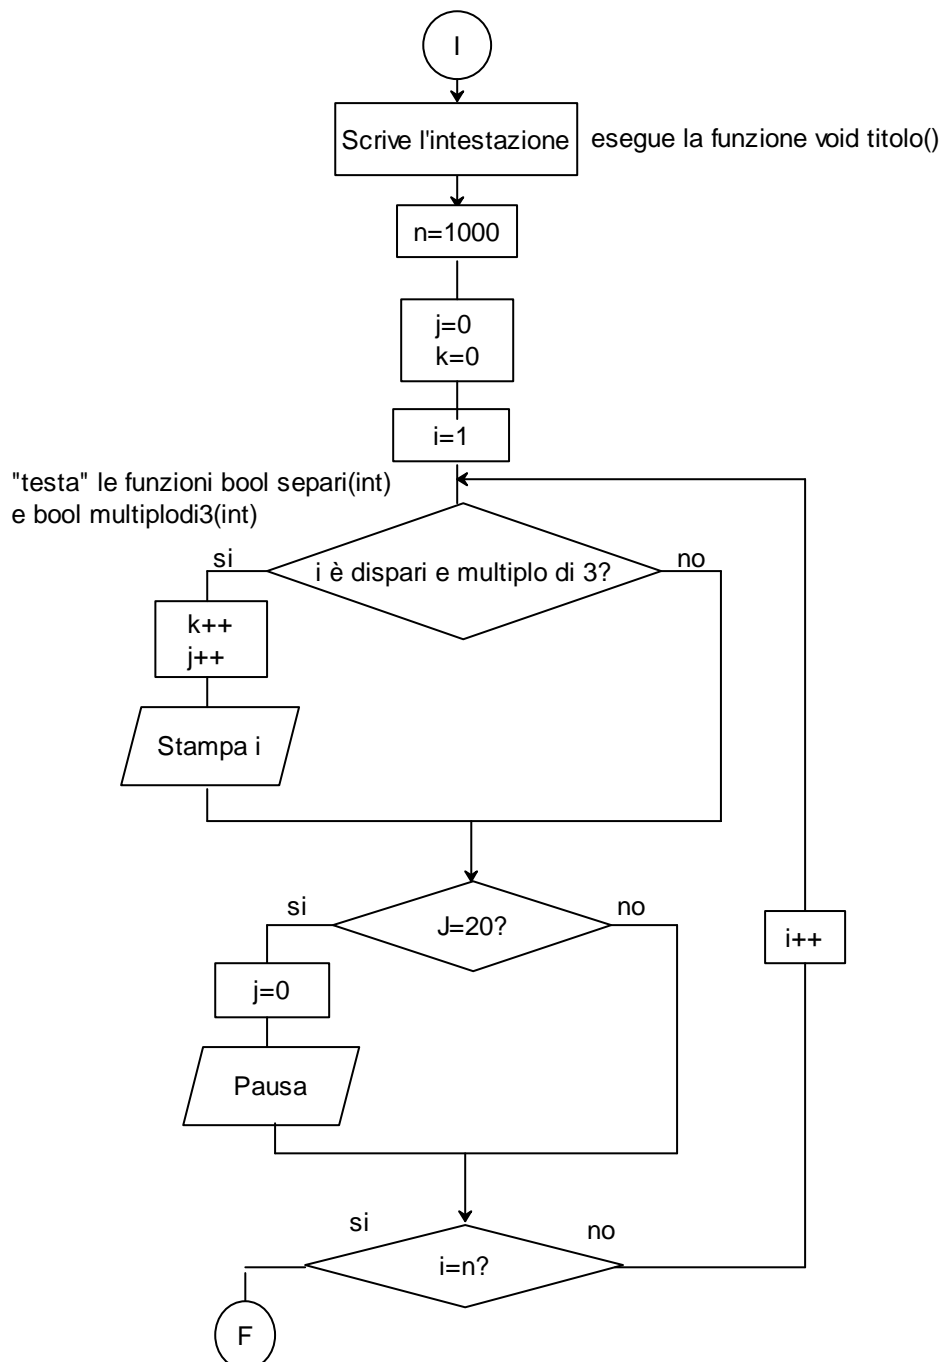 I
Scrive l'intestazione
esegue la funzione void titolo()
n=1000
j=0
k=0
i=1
"testa" le funzioni bool separi(int)
e bool multiplodi3(int)
si
i è dispari e multiplo di 3?
no
k++
j++
Stampa i
si
J=20?
no
i++
j=0
Pausa
si
i=n?
no
F